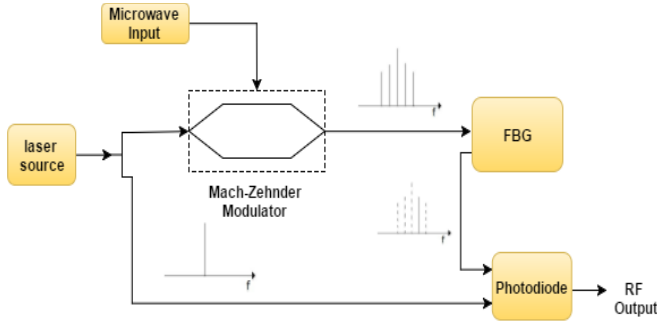 Microwave
Input
f
laser
source
FBG
Mach-Zehnder
Modulator
f
f
Photodiode
RF
Output